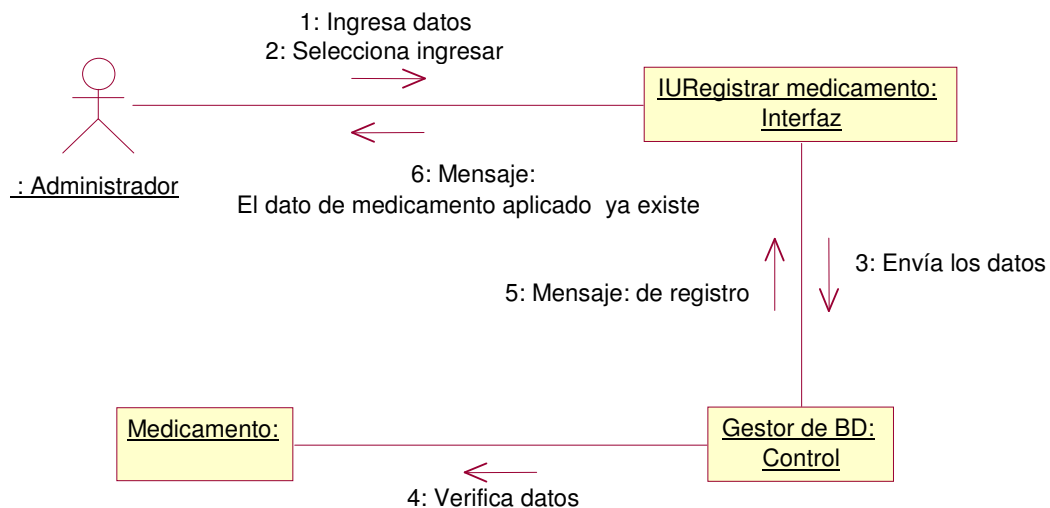 1: Ingresa datos
2: Selecciona ingresar
IURegistrar medicamento:
Interfaz
: Administrador
6: Mensaje:
El dato de medicamento aplicado ya existe
3: Envía los datos
5: Mensaje: de registro
Medicamento:
Gestor de BD:
Control
4: Verifica datos